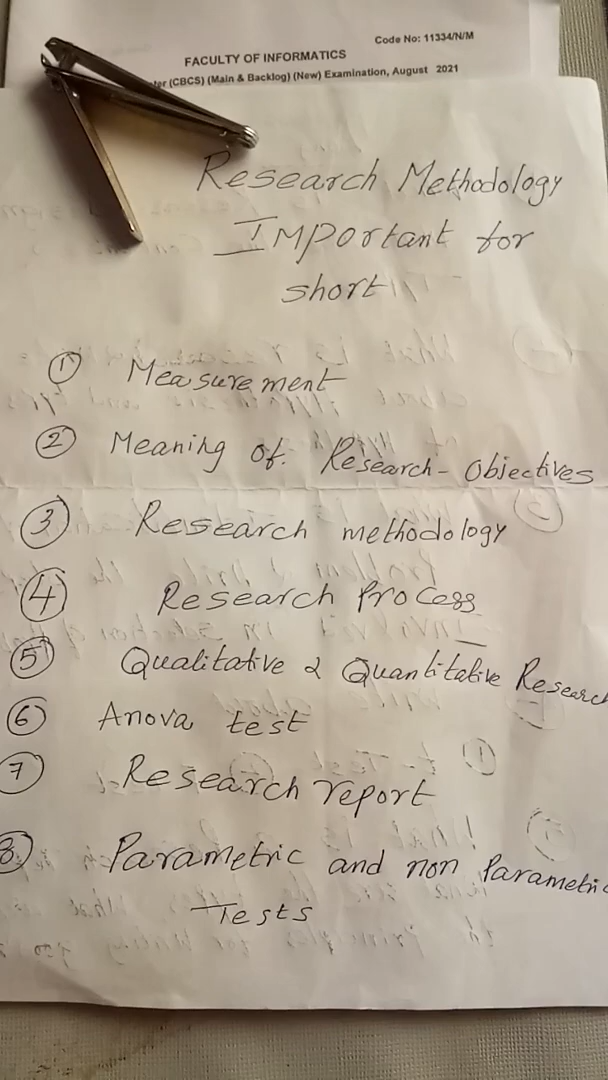 Code No: 11334/N/M
FACULTY OF INFORMATICS
(CBCS) (Main & Backlog) (New) Examination, August 2021
Research Methodology
Important for
short
① Measurement
② Meaning of. Research - Objectives
③ Research methodology
④ Research Process
⑤ Qualitative & Quantitative Research
⑥ Anova test
⑦ Research report
⑧ Parametric and non Parametric
Tests